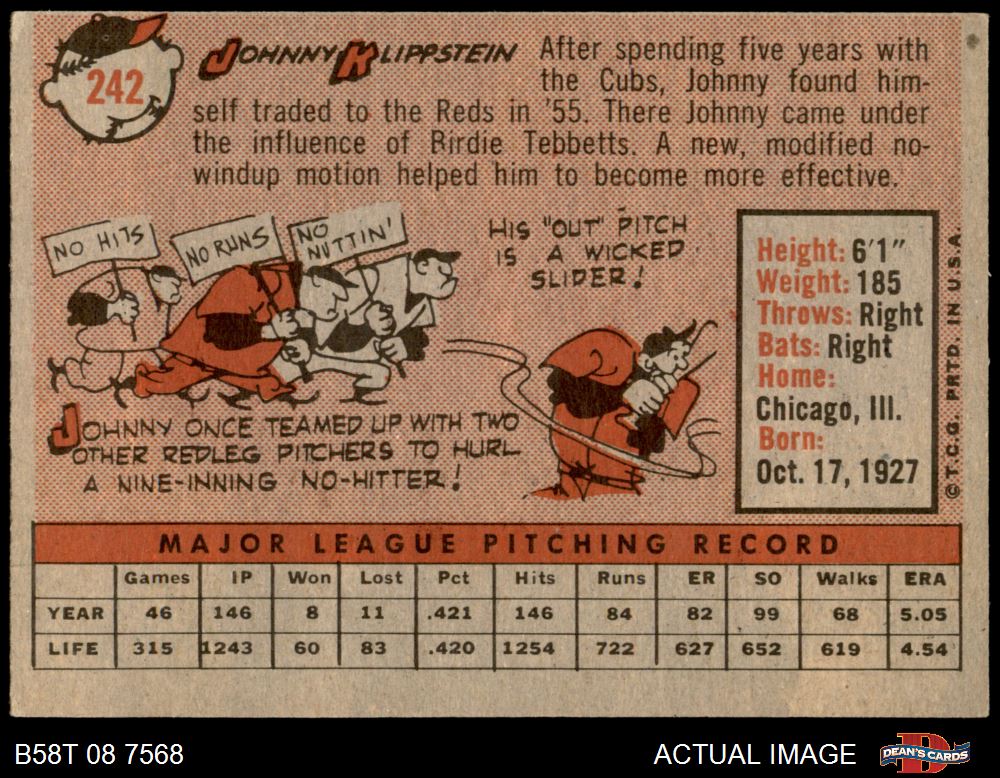 242
JOHNNY KLIPPSTEIN
After spending five years with
the Cubs, Johnny found him-
self traded to the Reds in '55. There Johnny came under
the influence of Birdie Tebbetts. A new, modified no-
windup motion helped him to become more effective.
NO HITS
NO RUNS
NO
NUTTIN'
HIS "OUT" PITCH
IS A WICKED
SLIDER!
JOHNNY ONCE TEAMED UP WITH TWO
OTHER REDLEG PITCHERS TO HURL
A NINE-INNING NO-HITTER!
Height: 6'1"
Weight: 185
Throws: Right
Bats: Right
Home:
Chicago, Ill.
Born:
Oct. 17, 1927
© T.C.G. PRTD. IN U.S.A.
MAJOR LEAGUE PITCHING RECORD
Games IP Won Lost Pct Hits Runs ER SO Walks ERA
YEAR 46 146 8 11 .421 146 84 82 99 68 5.05
LIFE 315 1243 60 83 .420 1254 722 627 652 619 4.54
B58T 08 7568
ACTUAL IMAGE
DEAN'S CARDS